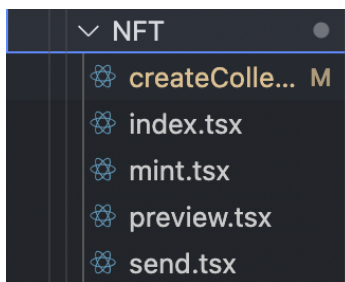 NFT
createColle... M
index.tsx
mint.tsx
preview.tsx
send.tsx